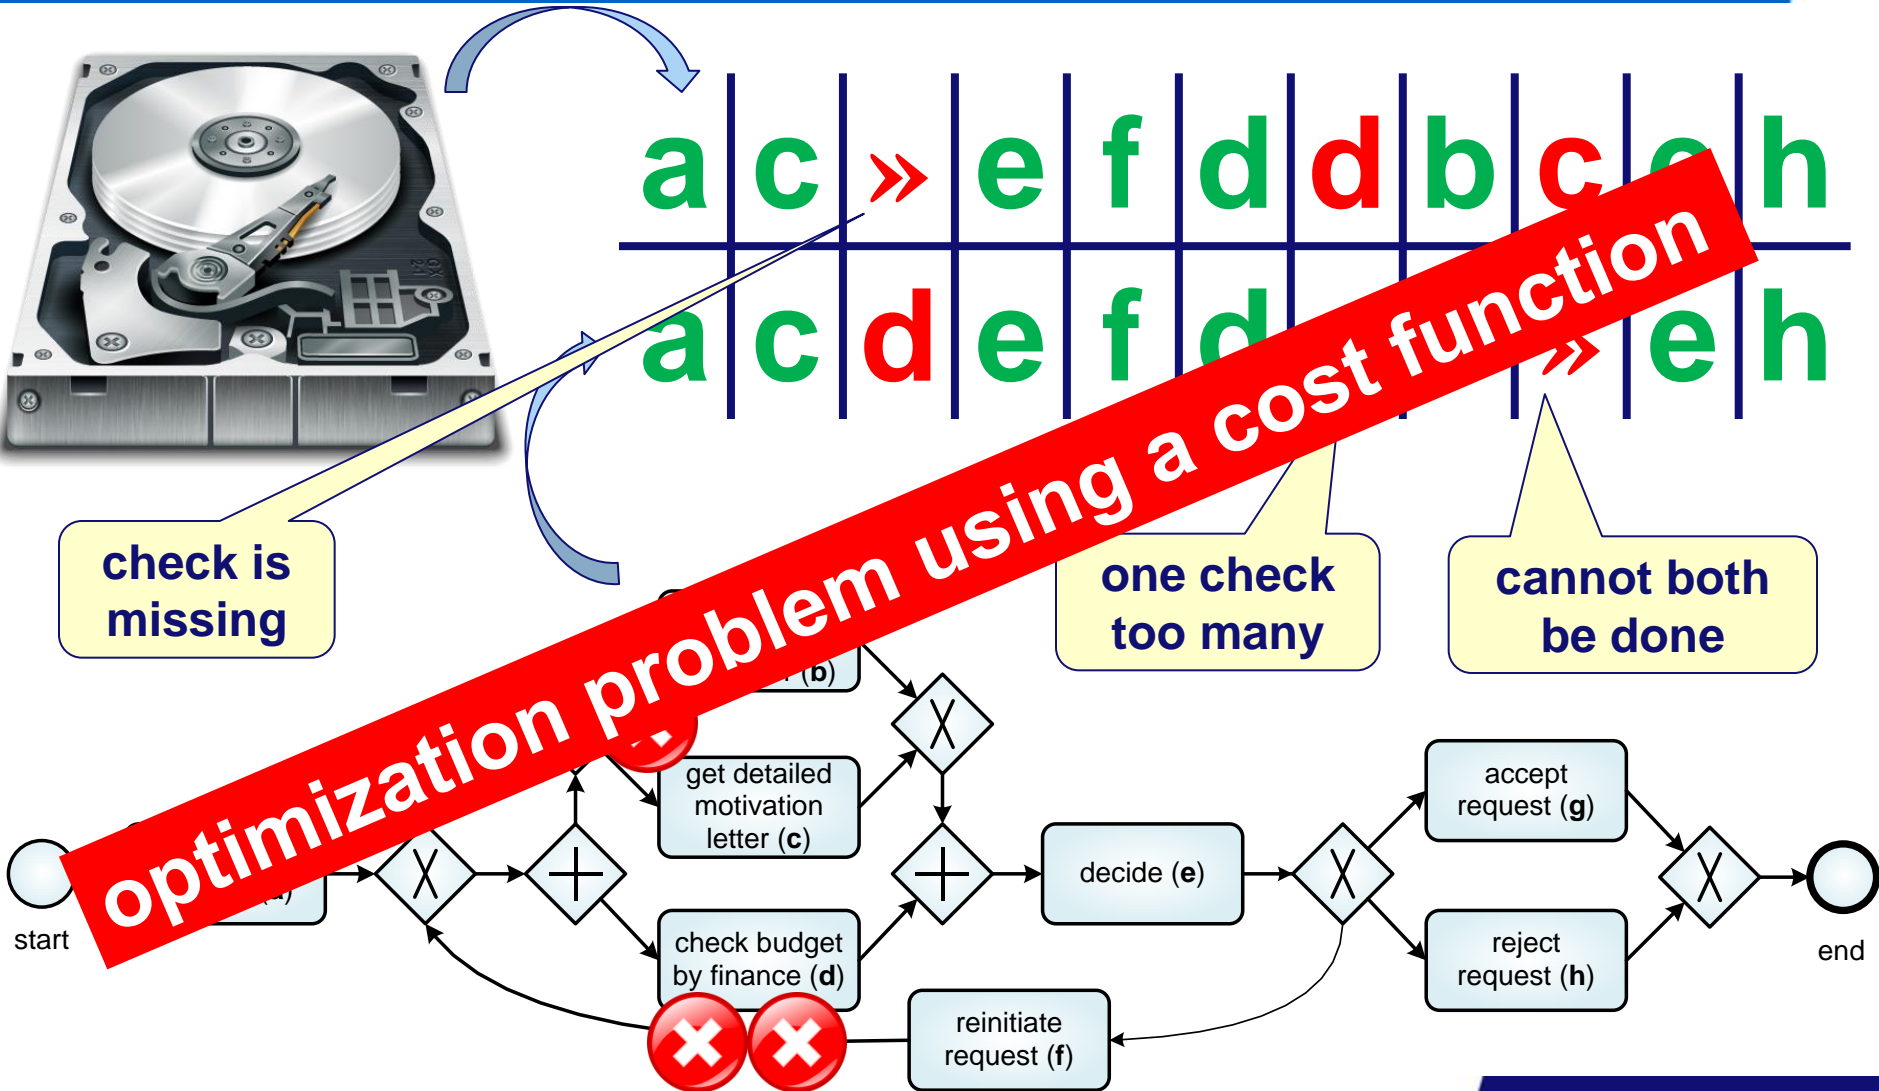 a c » e f d d b c e h
a c d e f d » e h
optimization problem using a cost function
check is
missing
one check
too many
cannot both
be done
(b)
get detailed
motivation
letter (c)
accept
request (g)
start
decide (e)
end
check budget
by finance (d)
reject
request (h)
reinitiate
request (f)